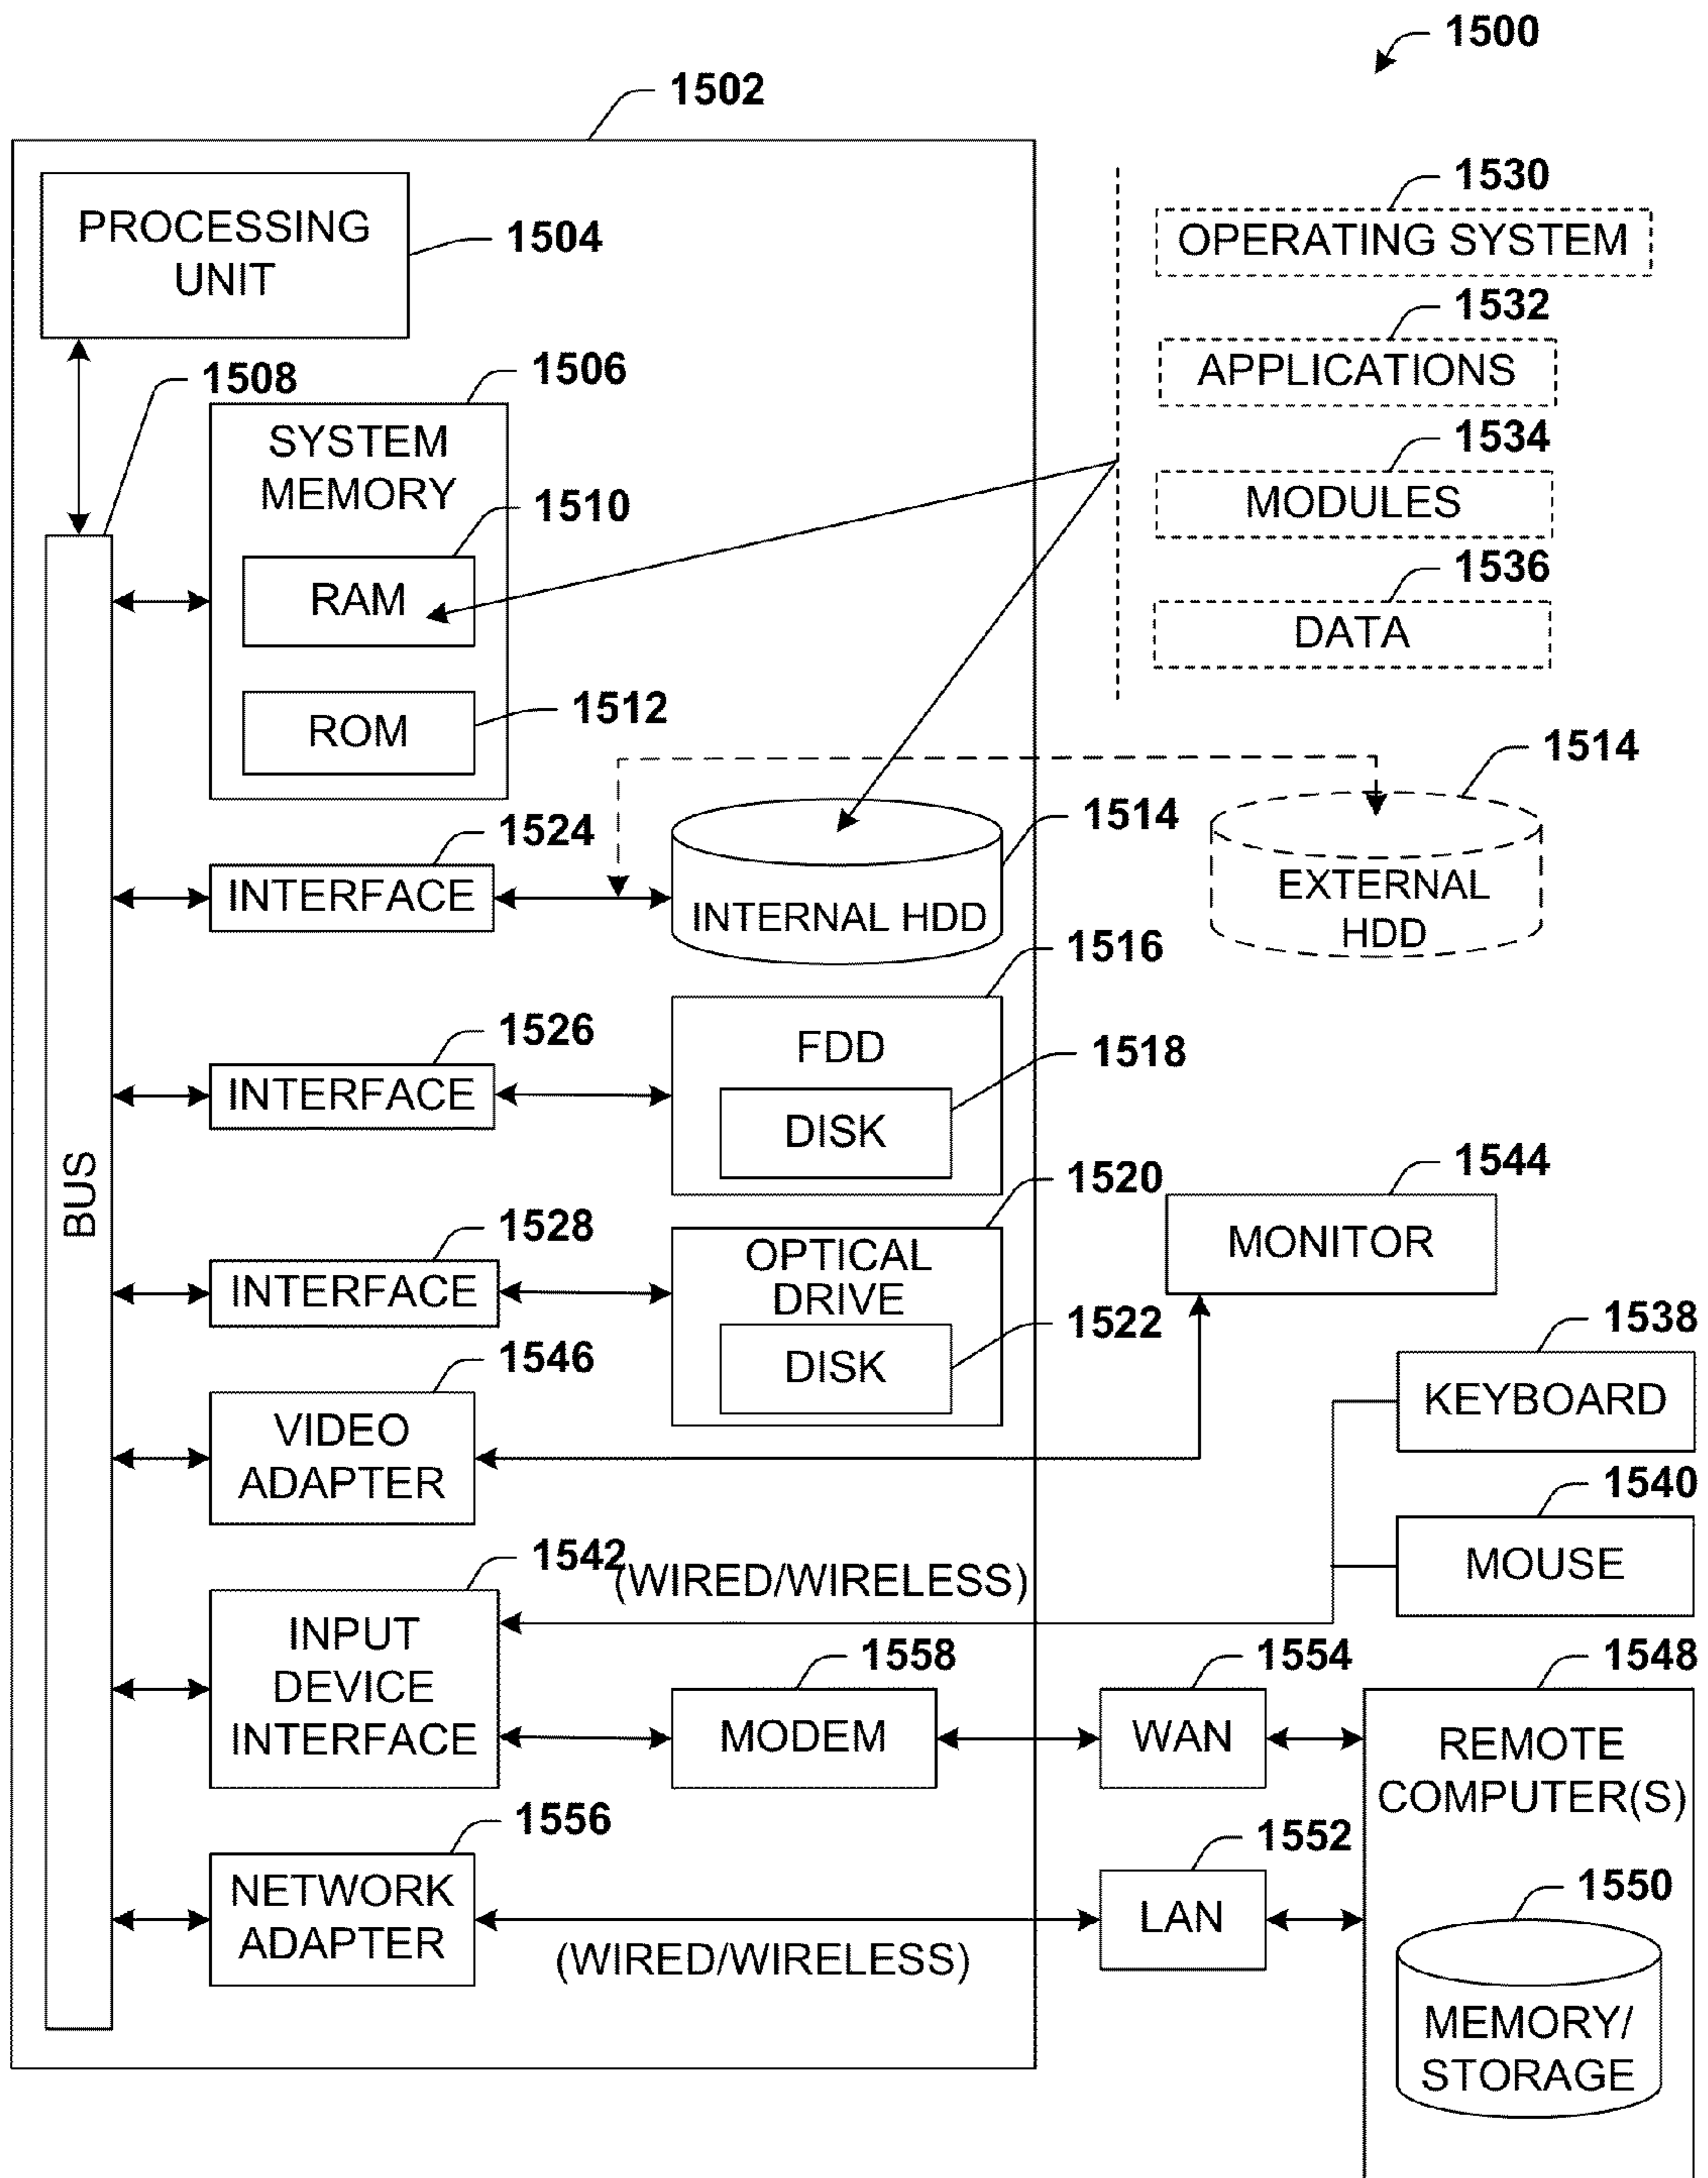 1500
1502
1530
PROCESSING
UNIT
1504
OPERATING SYSTEM
1532
APPLICATIONS
1508
1506
SYSTEM
MEMORY
1534
MODULES
1510
RAM
1536
DATA
1512
ROM
1514
EXTERNAL
HDD
1524
INTERFACE
1514
INTERNAL HDD
1516
FDD
1526
INTERFACE
1518
DISK
BUS
1520
OPTICAL
DRIVE
1528
INTERFACE
1544
MONITOR
1522
DISK
1546
VIDEO
ADAPTER
1538
KEYBOARD
1540
MOUSE
1542
(WIRED/WIRELESS)
INPUT
DEVICE
INTERFACE
1558
MODEM
1554
WAN
1548
REMOTE
COMPUTER(S)
1556
NETWORK
ADAPTER
(WIRED/WIRELESS)
1552
LAN
1550
MEMORY/
STORAGE